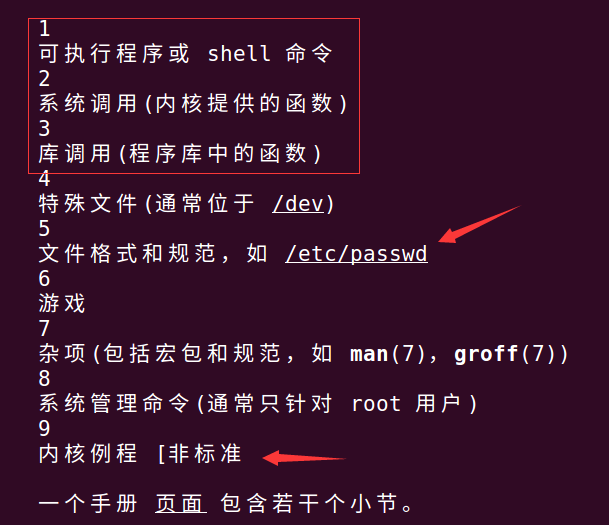 1
可执行程序或 shell 命令
2
系统调用(内核提供的函数)
3
库调用(程序库中的函数)
4
特殊文件(通常位于 /dev)
5
文件格式和规范，如 /etc/passwd
6
游戏
7
杂项(包括宏包和规范，如 man(7)，groff(7))
8
系统管理命令(通常只针对 root 用户)
9
内核例程 [非标准
一个手册 页面 包含若干个小节。